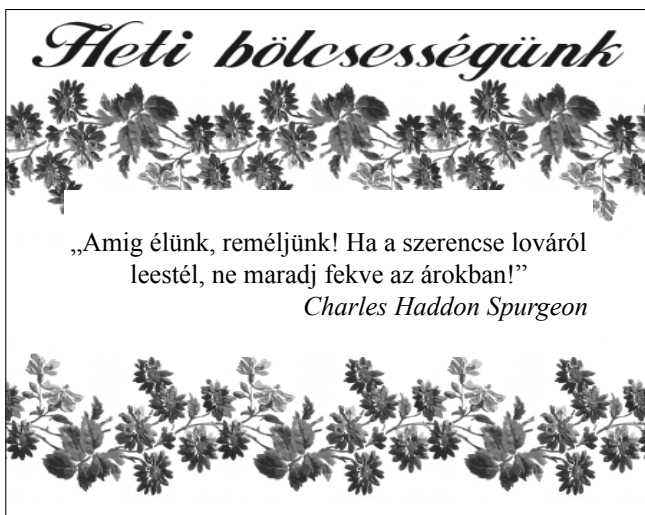 Heti bölcsességünk
„Amig élünk, reméljünk! Ha a szerencse lováról
leestél, ne maradj fekve az árokban!”
Charles Haddon Spurgeon